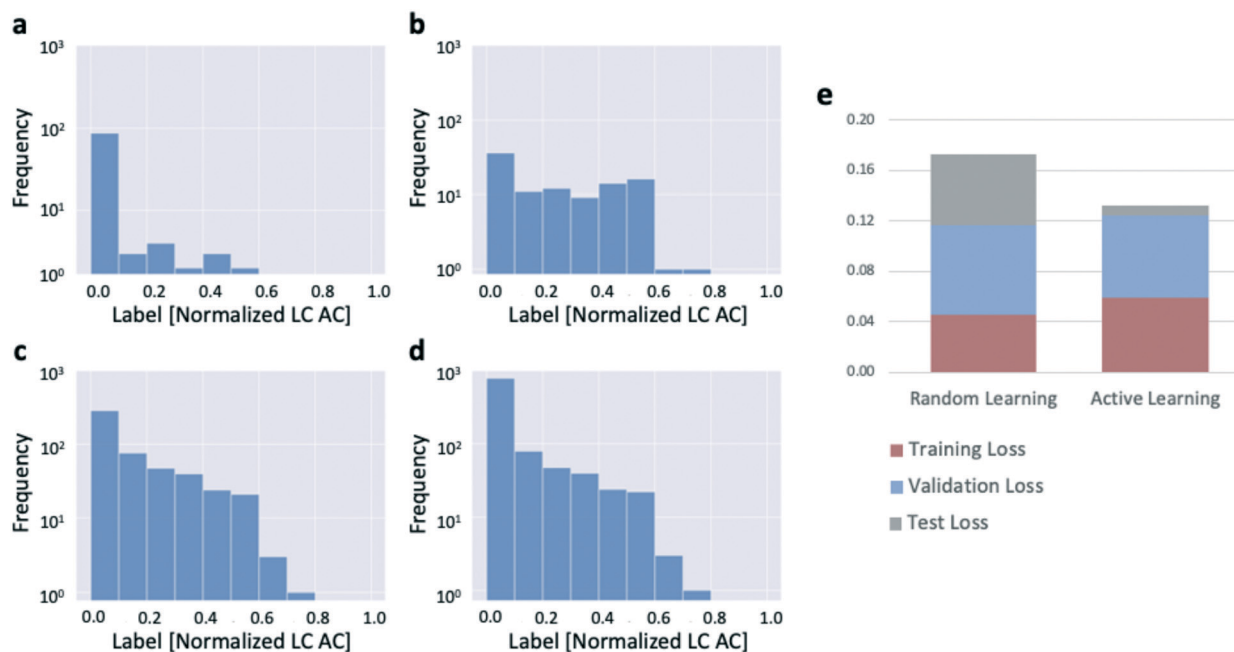 a
10³
10²
10¹
10⁰
Frequency
0.0 0.2 0.4 0.6 0.8 1.0
Label [Normalized LC AC]
b
10³
10²
10¹
10⁰
Frequency
0.0 0.2 0.4 0.6 0.8 1.0
Label [Normalized LC AC]
c
10³
10²
10¹
10⁰
Frequency
0.0 0.2 0.4 0.6 0.8 1.0
Label [Normalized LC AC]
d
10³
10²
10¹
10⁰
Frequency
0.0 0.2 0.4 0.6 0.8 1.0
Label [Normalized LC AC]
e
0.20
0.16
0.12
0.08
0.04
0.00
Random Learning Active Learning
Training Loss
Validation Loss
Test Loss